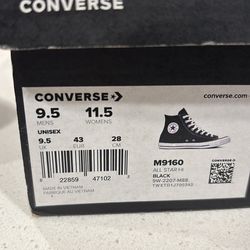 CONVERSE
CONVERSE
9.5 11.5
MENS WOMENS
UNISEX
9.5 43 28
UK EUR CM
converse.com
M9160
ALL STAR HI
BLACK
MADE IN VIETNAM
FABRIQUÉ AU VIETNAM
8 22859 47102